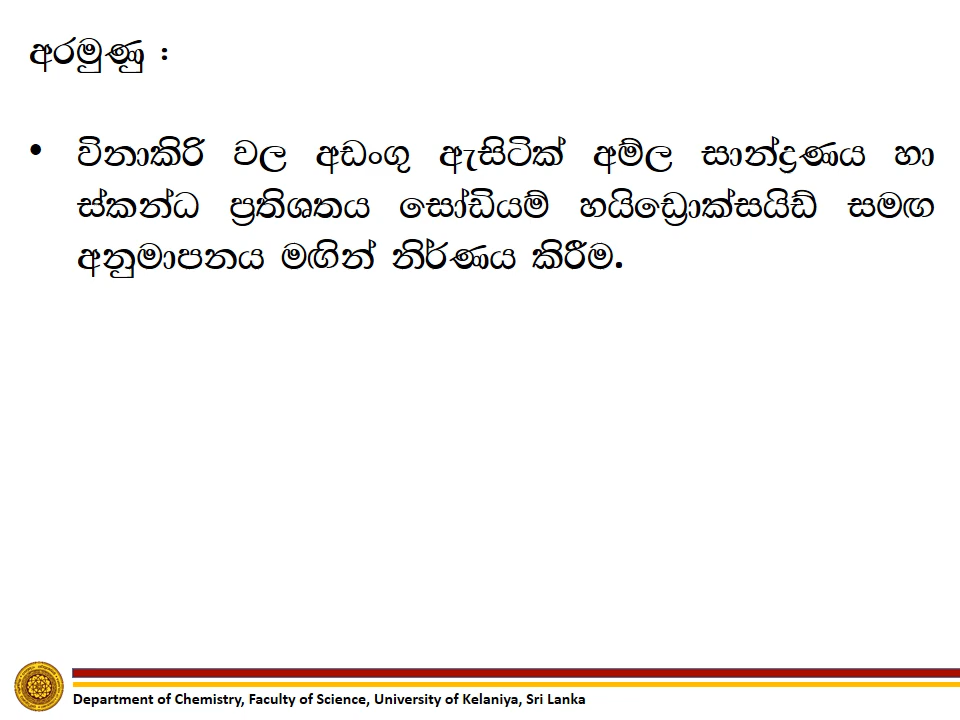 අරමුණු :
• විනාකිරි වල අඩංගු ඇසිටික් අම්ල සාන්ද්‍රණය හා
ස්කන්ධ ප්‍රතිශතය සෝඩියම් හයිඩ්‍රොක්සයිඩ් සමඟ
අනුමාපනය මඟින් නිර්ණය කිරීම.
Department of Chemistry, Faculty of Science, University of Kelaniya, Sri Lanka